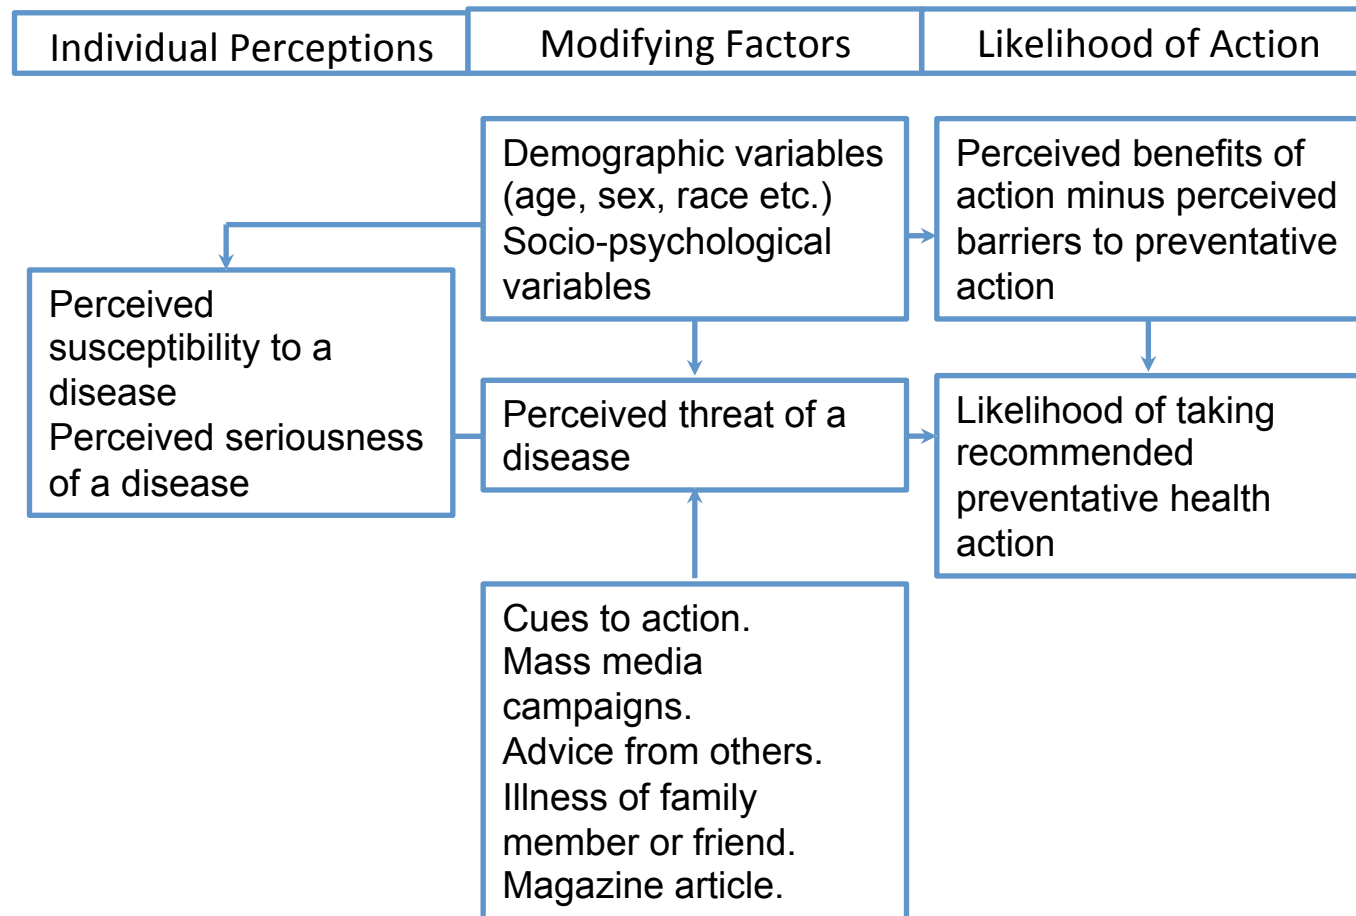 Individual Perceptions
Modifying Factors
Likelihood of Action
Demographic variables
(age, sex, race etc.)
Socio-psychological
variables
Perceived benefits of
action minus perceived
barriers to preventative
action
Perceived
susceptibility to a
disease
Perceived seriousness
of a disease
Perceived threat of a
disease
Likelihood of taking
recommended
preventative health
action
Cues to action.
Mass media
campaigns.
Advice from others.
Illness of family
member or friend.
Magazine article.